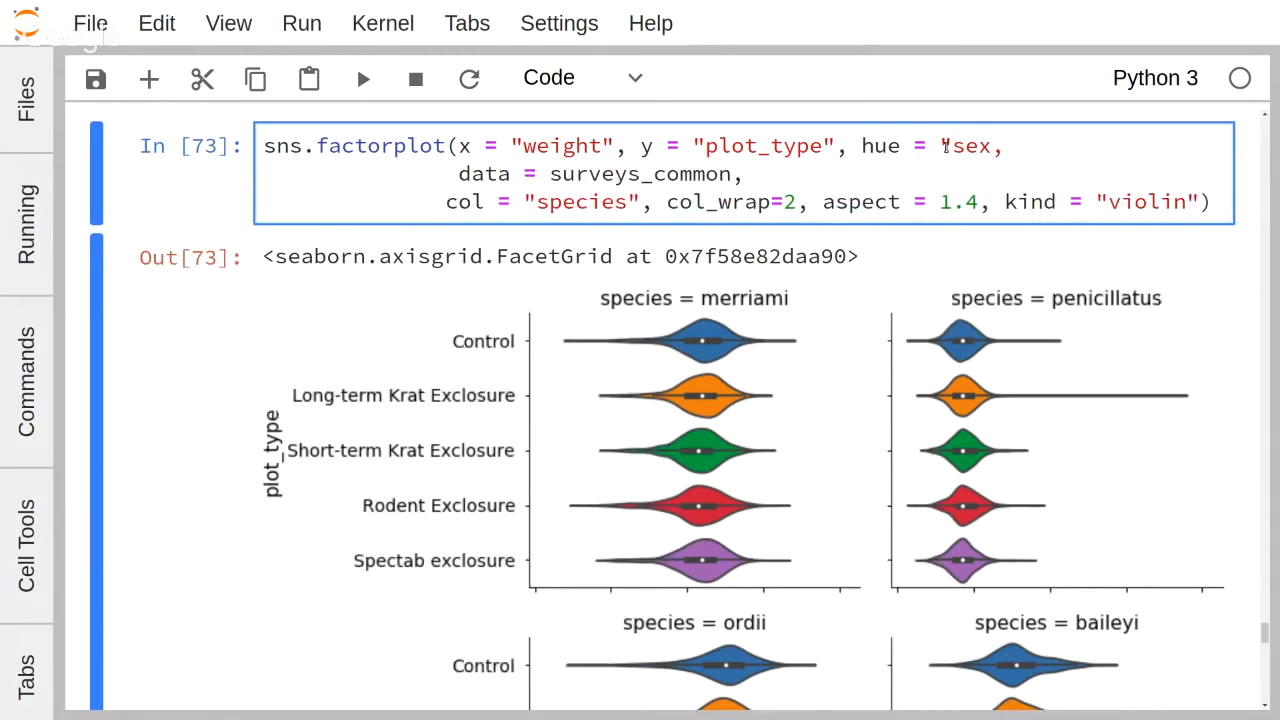 File Edit View Run Kernel Tabs Settings Help
Code Python 3
Files
Running
Commands
Cell Tools
Tabs
In [73]: sns.factorplot(x = "weight", y = "plot_type", hue = "sex,
data = surveys_common,
col = "species", col_wrap=2, aspect = 1.4, kind = "violin")
Out[73]: <seaborn.axisgrid.FacetGrid at 0x7f58e82daa90>
species = merriami species = penicillatus
Control
Long-term Krat Exclosure
Short-term Krat Exclosure
Rodent Exclosure
Spectab exclosure
plot_type
species = ordii species = baileyi
Control